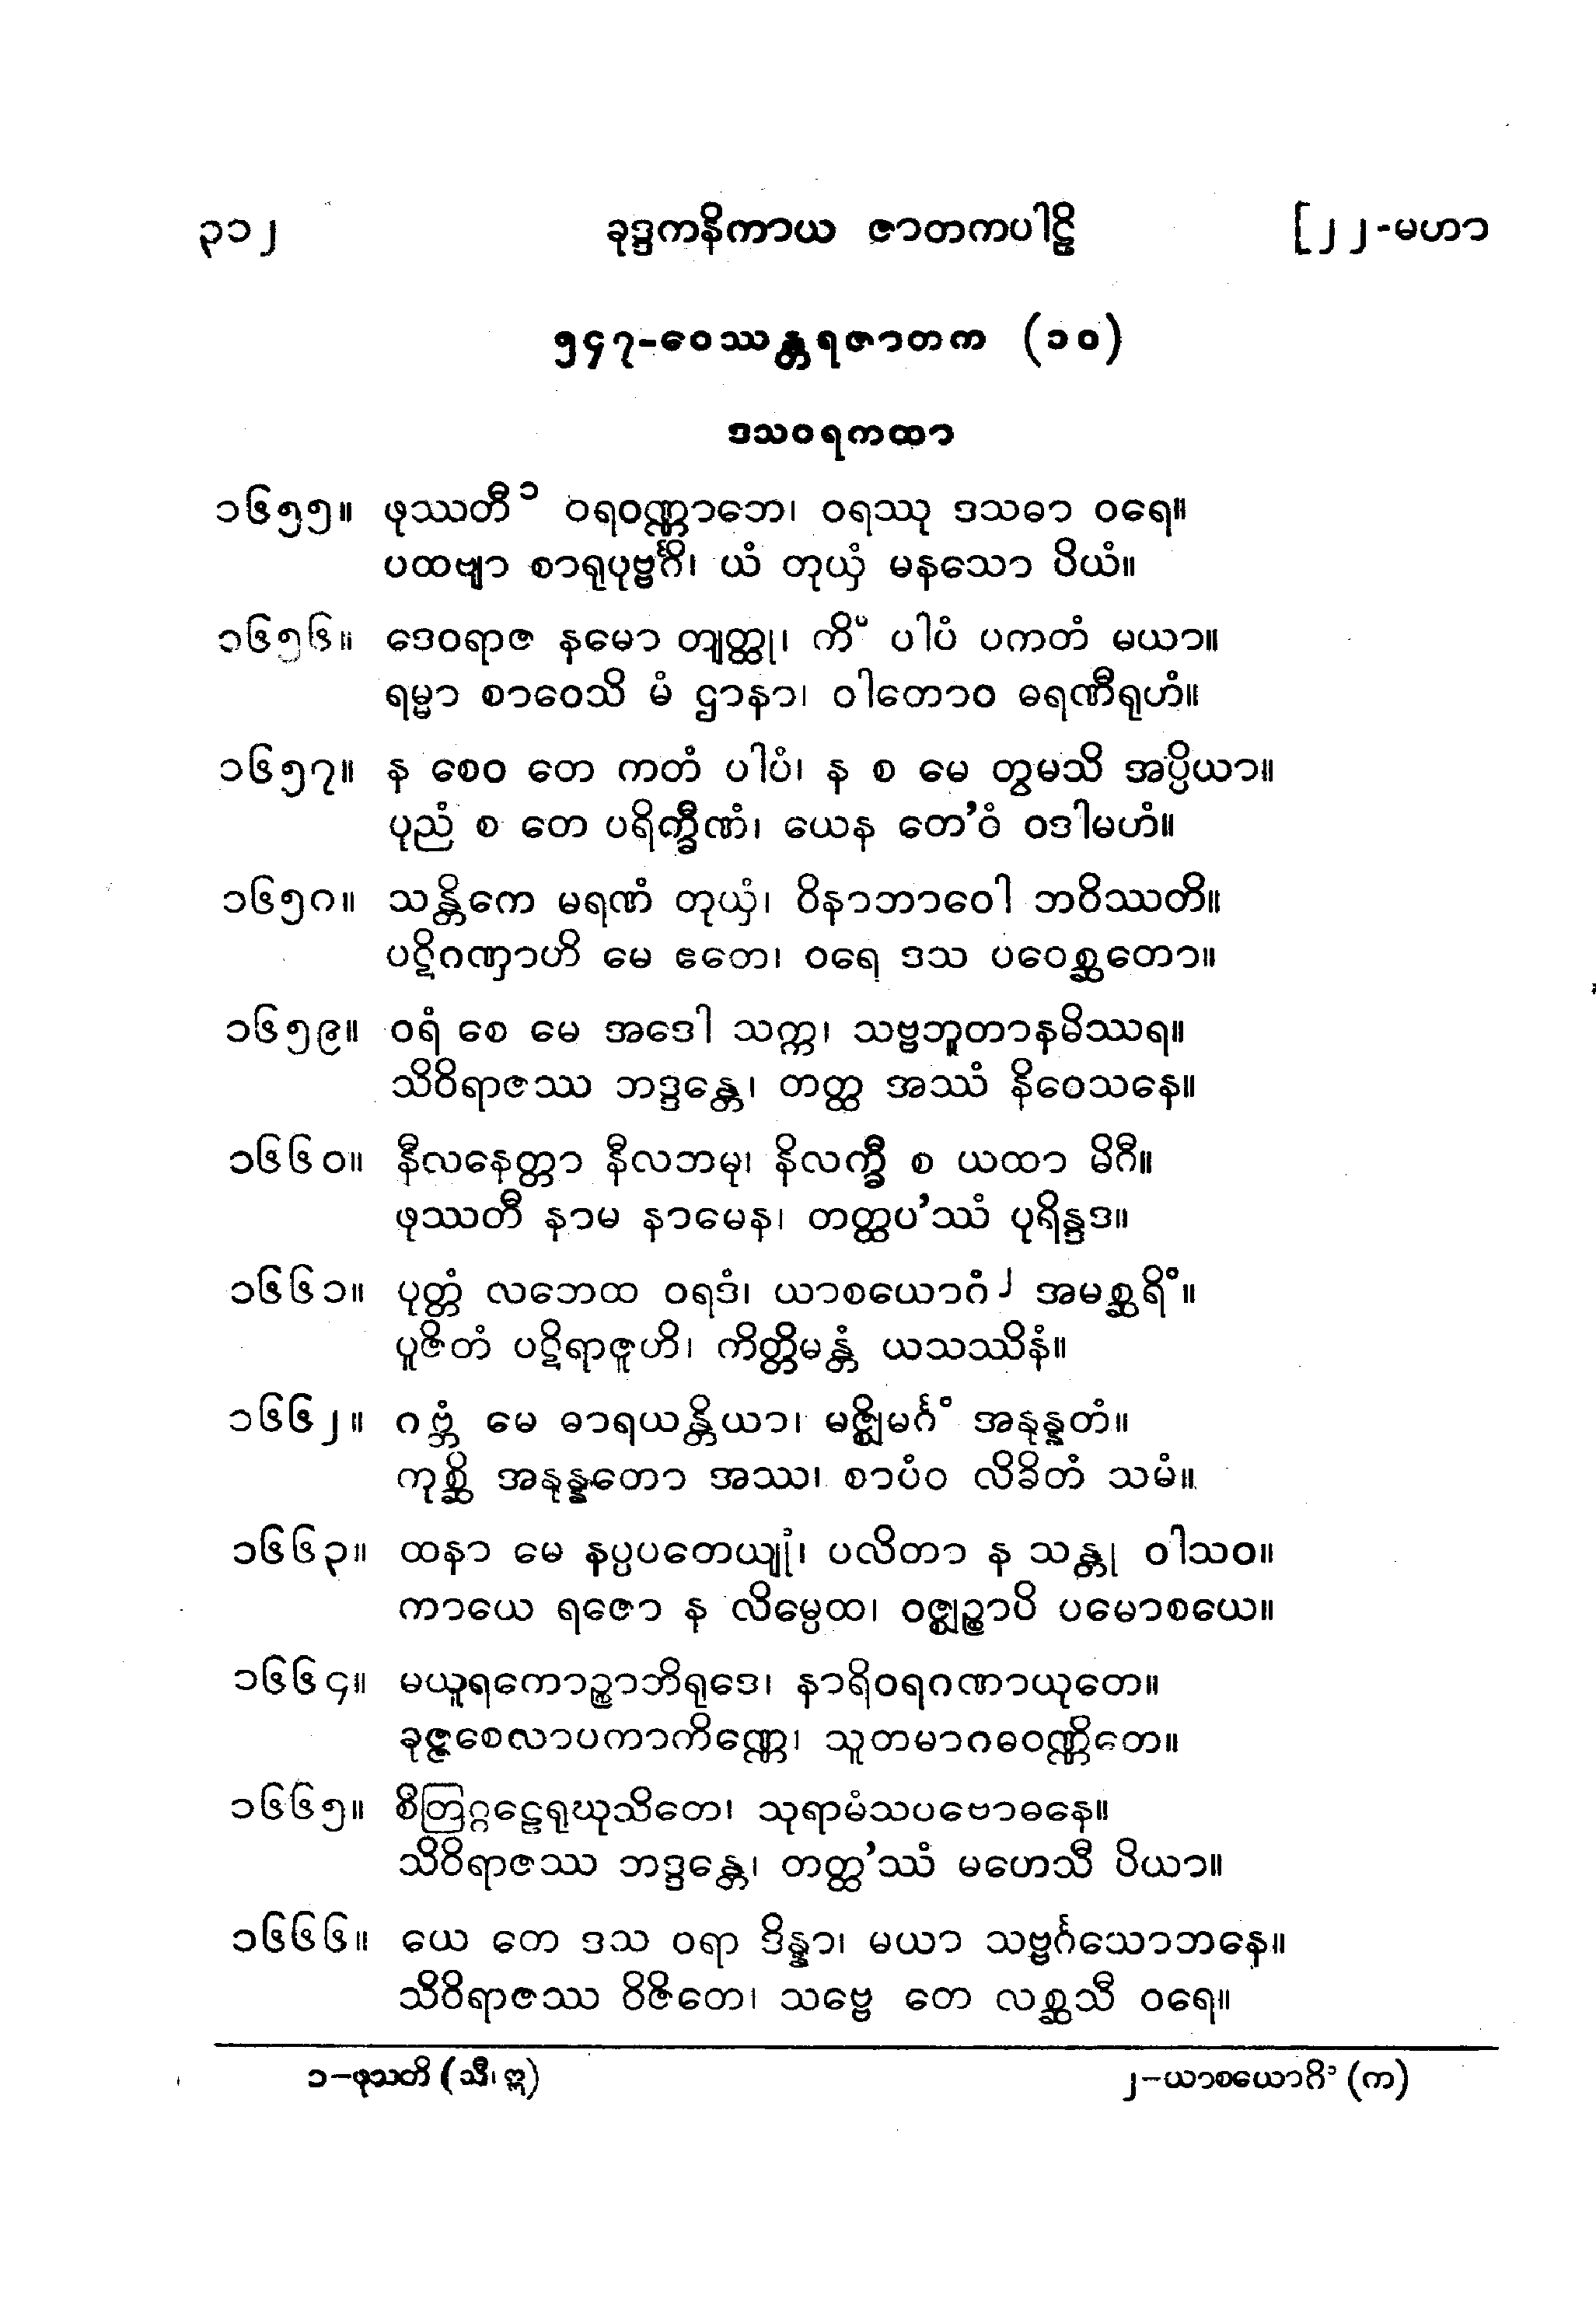 ၃၁၂ ခုဒ္ဒကနိကာယ ဇာတကပါဠိ [၂၂-မဟာ
၅၄၇-ဝေဿန္တရဇာတက (၁၀)
ဒသဝရကထာ
၁၆၅၅။ ဖုဿတီ၁ ဝရဝဏ္ဏာဘေ၊ ဝရဿု ဒသဓာ ဝရေ။
ပထဗျာ စာရုပုဗ္ဗင်္ဂိ၊ ယံ တုယှံ မနသော ပိယံ။
၁၆၅၆။ ဒေဝရာဇ နမော တျတ္ထု၊ ကိံ ပါပံ ပကတံ မယာ။
ရမ္မာ စာဝေသိ မံ ဌာနာ၊ ဝါတောဝ ဓရဏီရုဟံ။
၁၆၅၇။ န စေဝ တေ ကတံ ပါပံ၊ န စ မေ တွမသိ အပ္ပိယာ။
ပုညံ စ တေ ပရိက္ခီဏံ၊ ယေန တေ’ဝံ ဝဒါမဟံ။
၁၆၅၈။ သန္တိကေ မရဏံ တုယှံ၊ ဝိနာဘာဝေါ ဘဝိဿတိ။
ပဋိဂဏှာဟိ မေ ဧတေ၊ ဝရေ ဒသ ပဝေစ္ဆတော။
၁၆၅၉။ ဝရံ စေ မေ အဒေါ သက္က၊ သဗ္ဗဘူတာနမိဿရ။
သိဝိရာဇဿ ဘဒ္ဒန္တေ၊ တတ္ထ အဿံ နိဝေသနေ။
၁၆၆၀။ နီလနေတ္တာ နီလဘမု၊ နိလက္ခီ စ ယထာ မိဂီ။
ဖုဿတီ နာမ နာမေန၊ တတ္ထပ’ဿံ ပုရိန္ဒဒ။
၁၆၆၁။ ပုတ္တံ လဘေထ ဝရဒံ၊ ယာစယောဂံ၂ အမစ္ဆရိံ။
ပူဇိတံ ပဋိရာဇူဟိ၊ ကိတ္တိမန္တံ ယသဿိနံ။
၁၆၆၂။ ဂဗ္ဘံ မေ ဓာရယန္တိယာ၊ မဇ္ဈိမင်္ဂံ အနုန္နတံ။
ကုစ္ဆိ အနုန္နတော အဿ၊ စာပံဝ လိခိတံ သမံ။
၁၆၆၃။ ထနာ မေ နပ္ပပတေယျုံ၊ ပလိတာ န သန္တု ဝါသဝ။
ကာယေ ရဇော န လိမ္ပေထ၊ ဝဇ္ဈဉ္စာပိ ပမောစယေ။
၁၆၆၄။ မယူရကောဉ္စာဘိရုဒေ၊ နာရိဝရဂဏာယုတေ။
ခုဇ္ဇစေလာပကာကိဏ္ဏေ၊ သူတမာဂဓဝဏ္ဏိတေ။
၁၆၆၅။ စိတြဂ္ဂဠေရုဃုသိတေ၊ သုရာမံသပဗောဓနေ။
သိဝိရာဇဿ ဘဒ္ဒန္တေ၊ တတ္ထ’ဿံ မဟေသီ ပိယာ။
၁၆၆၆။ ယေ တေ ဒသ ဝရာ ဒိန္နာ၊ မယာ သဗ္ဗင်္ဂသောဘနေ။
သိဝိရာဇဿ ဝိဇိတေ၊ သဗ္ဗေ တေ လစ္ဆသီ ဝရေ။
၁-ဖုသတိ (သီ၊ ဣ) ၂-ယာစယောဂိံ (က)